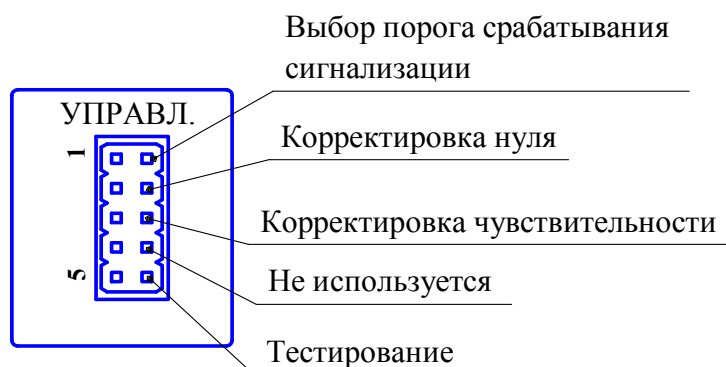 Выбор порога срабатывания
сигнализации
УПРАВЛ.
1
Корректировка нуля
Корректировка чувствительности
Не используется
5
Тестирование